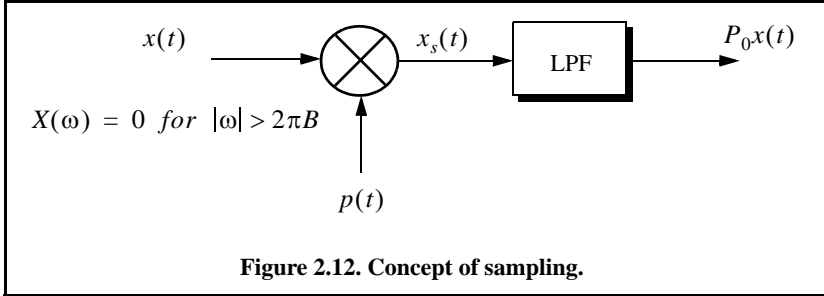 x(t)
x_s(t)
LPF
P_0x(t)
X(ω) = 0 for |ω| > 2πB
p(t)
Figure 2.12. Concept of sampling.